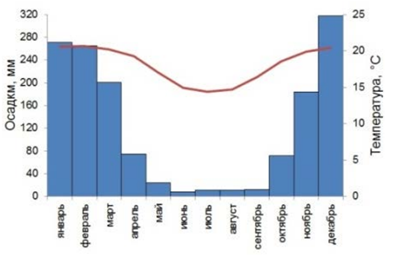 Осадкм, мм
320
280
240
200
160
120
80
40
0
25
20
15
10
5
0
Температура, °С
январь
февраль
март
апрель
май
июнь
июль
август
сентябрь
октябрь
ноябрь
декабрь